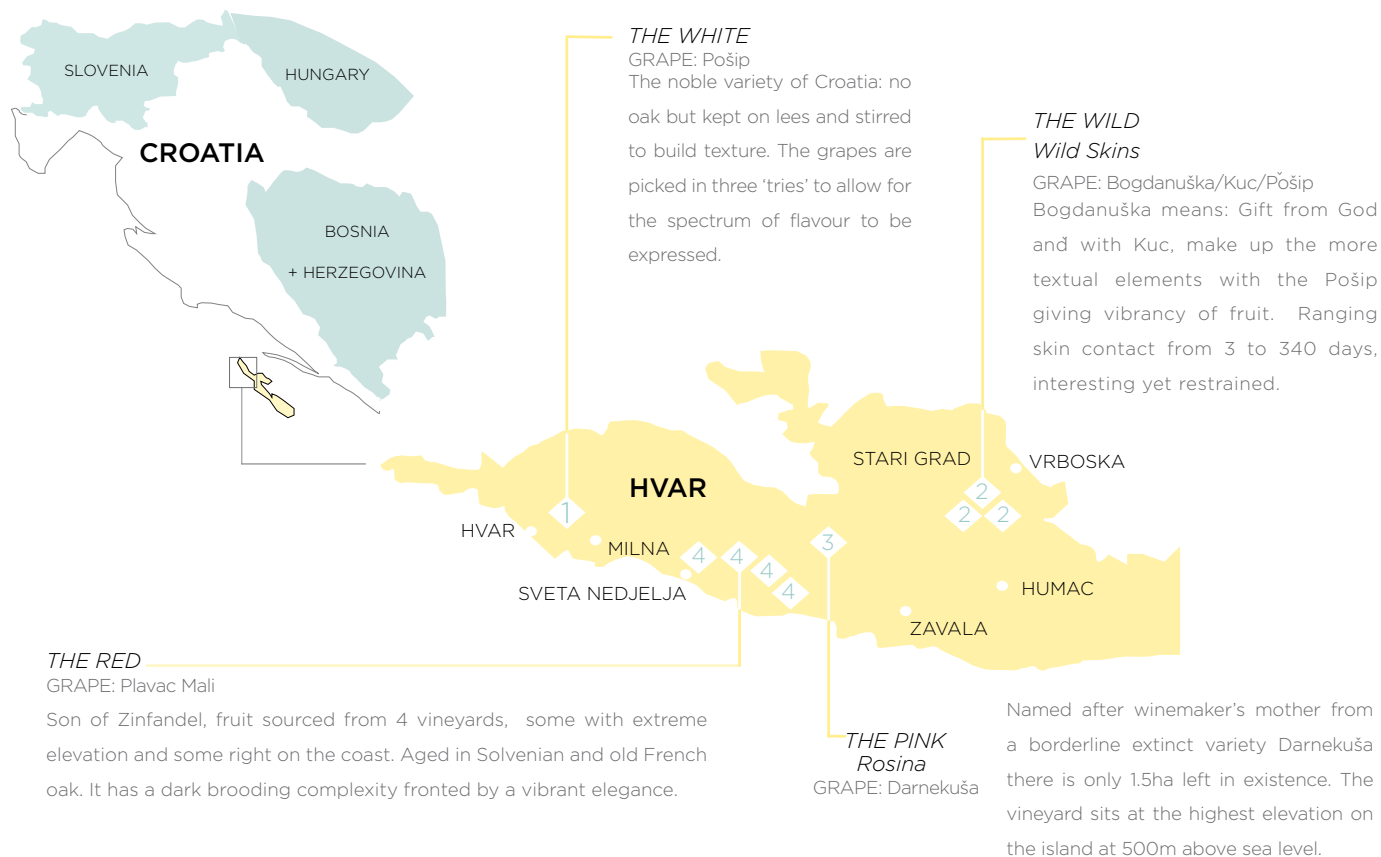 SLOVENIA
HUNGARY
CROATIA
BOSNIA
+ HERZEGOVINA
THE WHITE
GRAPE: Pošip
The noble variety of Croatia: no
oak but kept on lees and stirred
to build texture. The grapes are
picked in three ‘tries’ to allow for
the spectrum of flavour to be
expressed.
THE WILD
Wild Skins
GRAPE: Bogdanuška/Kuc/Pošip
Bogdanuška means: Gift from God
and with Kuc, make up the more
textual elements with the Pošip
giving vibrancy of fruit. Ranging
skin contact from 3 to 340 days,
interesting yet restrained.
STARI GRAD
VRBOSKA
HVAR
2
2 2
1
HVAR
3
MILNA
4 4
4
4
SVETA NEDJELJA
HUMAC
ZAVALA
THE RED
GRAPE: Plavac Mali
Son of Zinfandel, fruit sourced from 4 vineyards, some with extreme
elevation and some right on the coast. Aged in Solvenian and old French
oak. It has a dark brooding complexity fronted by a vibrant elegance.
THE PINK
Rosina
GRAPE: Darnekuša
Named after winemaker’s mother from
a borderline extinct variety Darnekuša
there is only 1.5ha left in existence. The
vineyard sits at the highest elevation on
the island at 500m above sea level.